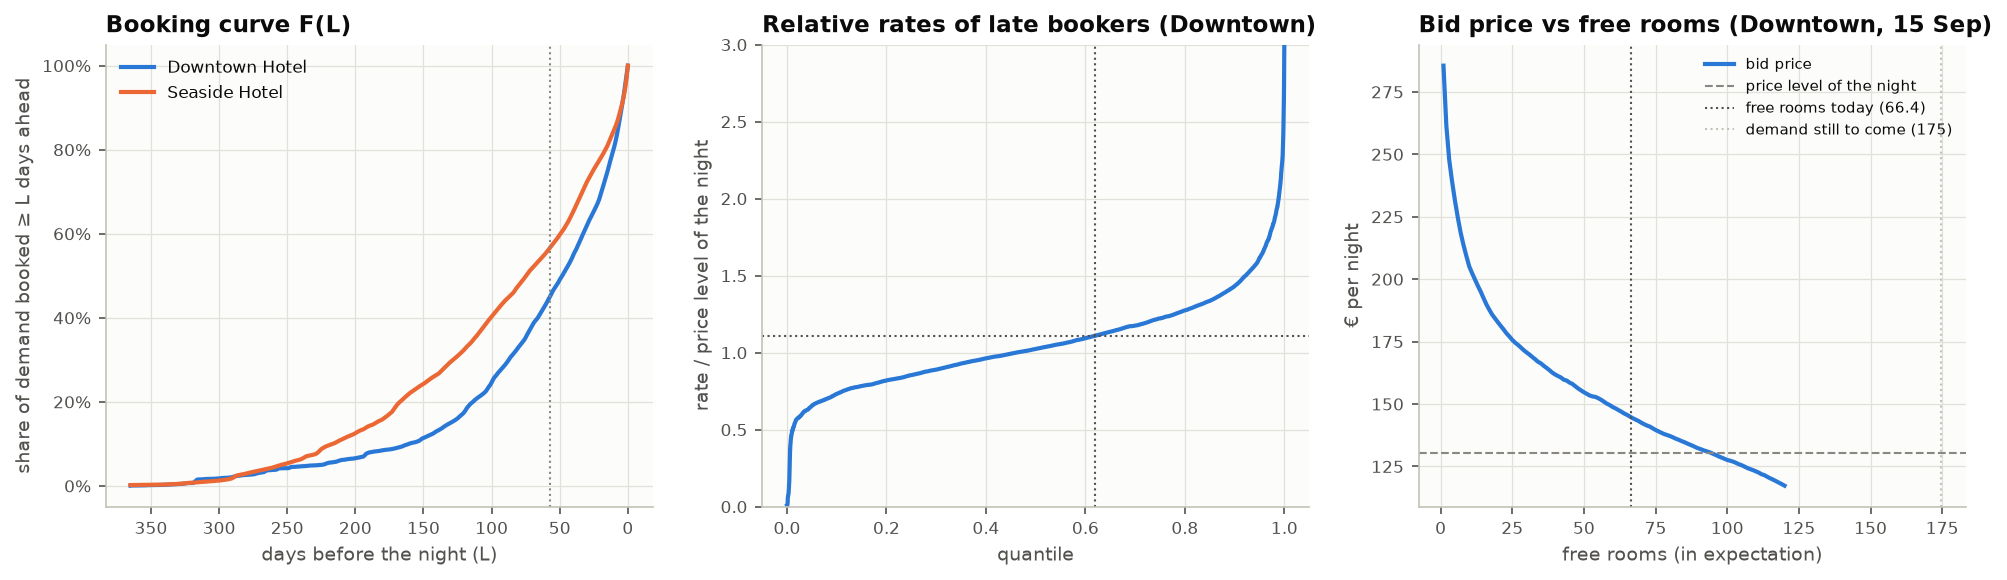 Booking curve F(L)
share of demand booked ≥ L days ahead
100%
80%
60%
40%
20%
0%
Downtown Hotel
Seaside Hotel
350 300 250 200 150 100 50 0
days before the night (L)
Relative rates of late bookers (Downtown)
rate / price level of the night
3.0
2.5
2.0
1.5
1.0
0.5
0.0
0.0 0.2 0.4 0.6 0.8 1.0
quantile
Bid price vs free rooms (Downtown, 15 Sep)
€ per night
275
250
225
200
175
150
125
bid price
price level of the night
free rooms today (66.4)
demand still to come (175)
0 25 50 75 100 125 150 175
free rooms (in expectation)